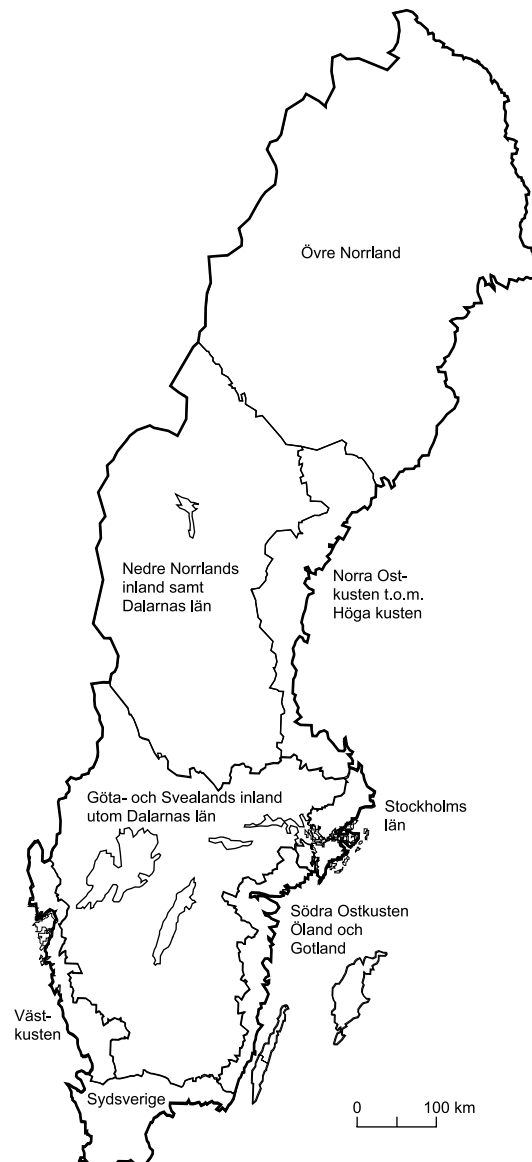 Övre Norrland
Nedre Norrlands
inland samt
Dalarnas län
Norra Ost-
kusten t.o.m.
Höga kusten
Göta- och Svealands inland
utom Dalarnas län
Stockholms
län
Södra Ostkusten
Öland och
Gotland
Väst-
kusten
Sydsverige
0 100 km